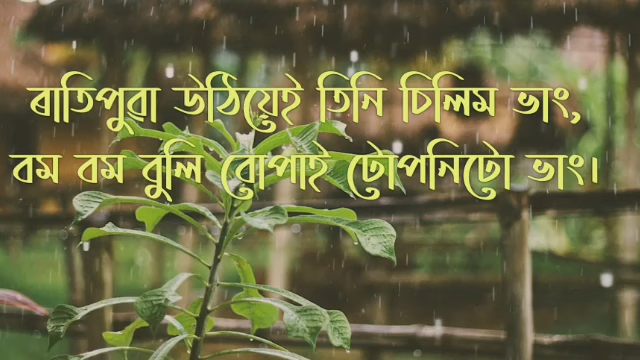 ৰাতিপুৱা উঠিয়েই তিনি চিলিম ভাং,
বম বম বুলি বোপাই টোপনিটো ভাং।